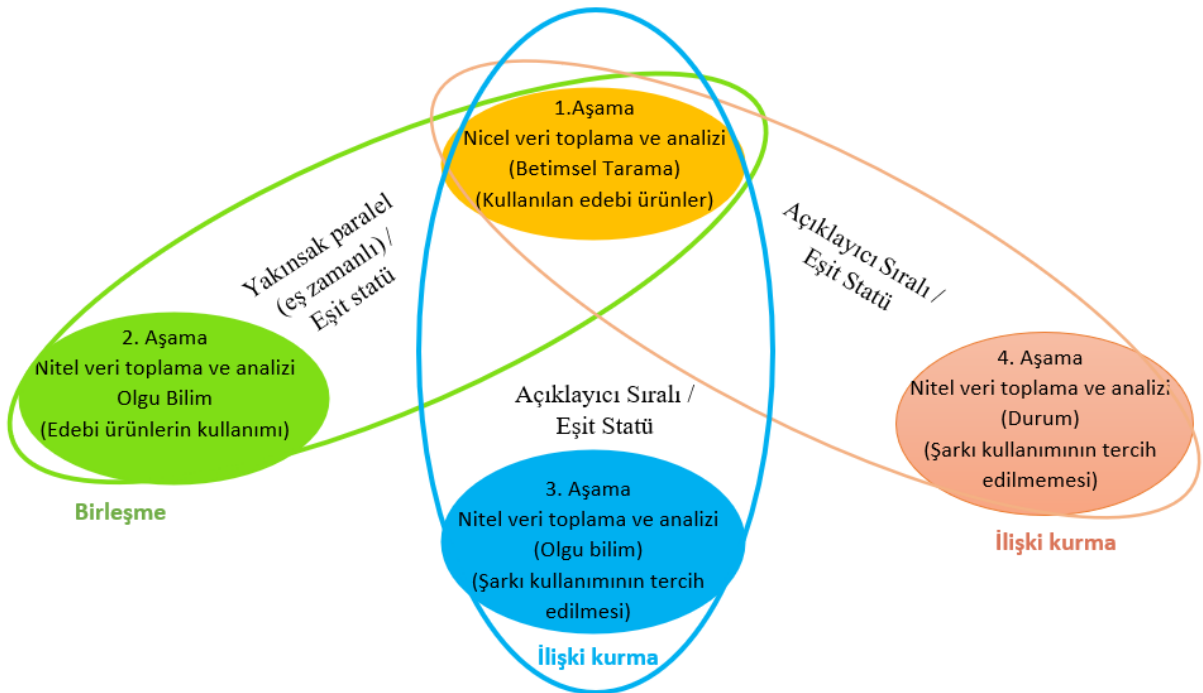 1.Aşama
Nicel veri toplama ve analizi
(Betimsel Tarama)
(Kullanılan edebi ürünler)
Yakınsak paralel
(eş zamanlı) /
Eşit statü
Açıklayıcı Sıralı /
Eşit Statü
2. Aşama
Nitel veri toplama ve analizi
Olgu Bilim
(Edebi ürünlerin kullanımı)
Birleşme
Açıklayıcı Sıralı /
Eşit Statü
3. Aşama
Nitel veri toplama ve analizi
(Olgu bilim)
(Şarkı kullanımının tercih
edilmesi)
İlişki kurma
4. Aşama
Nitel veri toplama ve analizi
(Durum)
(Şarkı kullanımının tercih
edilmemesi)
İlişki kurma